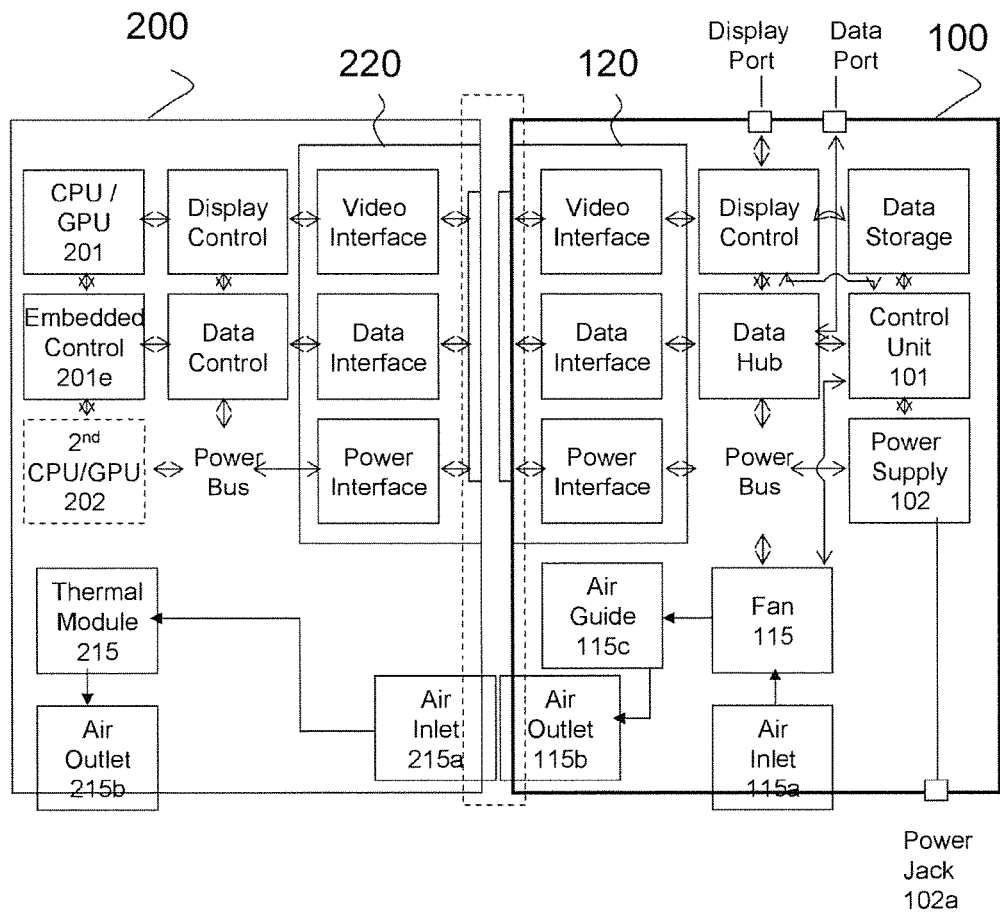 200
220
120
Display
Port
Data
Port
100
CPU /
GPU
201
Display
Control
Video
Interface
Video
Interface
Display
Control
Data
Storage
Embedded
Control
201e
Data
Control
Data
Interface
Data
Interface
Data
Hub
Control
Unit
101
2nd
CPU/GPU
202
Power
Bus
Power
Interface
Power
Interface
Power
Bus
Power
Supply
102
Thermal
Module
215
Air
Guide
115c
Fan
115
Air
Outlet
215b
Air
Inlet
215a
Air
Outlet
115b
Air
Inlet
115a
Power
Jack
102a